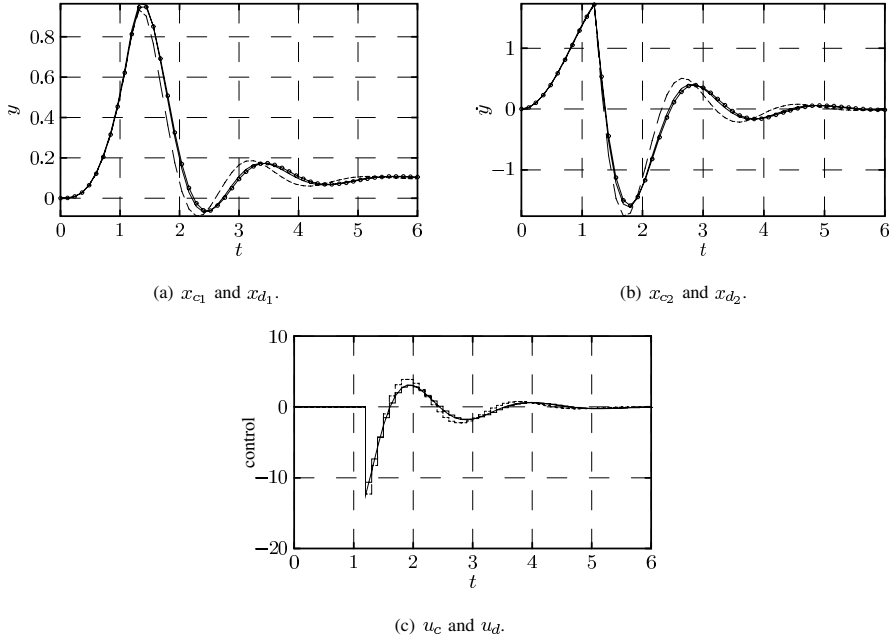 0.8
0.6
0.4
0.2
0
y
0 1 2 3 4 5 6
t
(a) x_{c_1} and x_{d_1}.
1
0
−1
ẏ
0 1 2 3 4 5 6
t
(b) x_{c_2} and x_{d_2}.
10
0
−10
−20
control
0 1 2 3 4 5 6
t
(c) u_c and u_d.